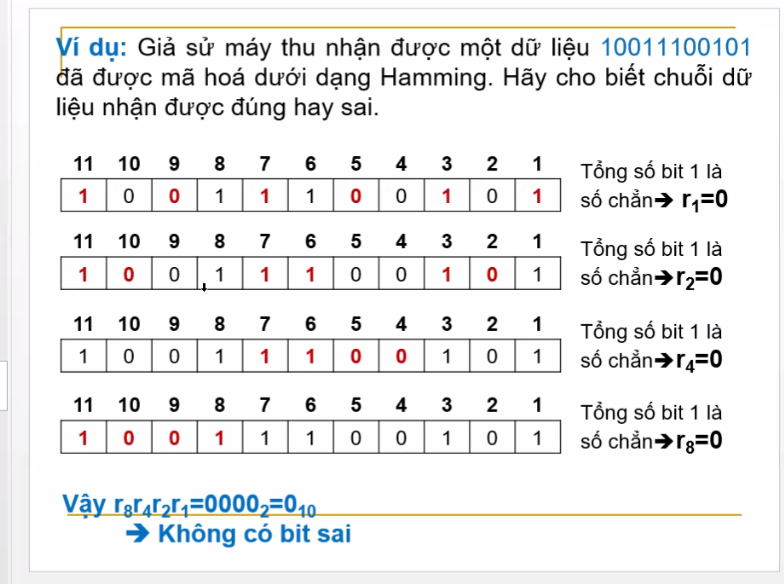 Ví dụ: Giả sử máy thu nhận được một dữ liệu 10011100101
đã được mã hoá dưới dạng Hamming. Hãy cho biết chuỗi dữ
liệu nhận được đúng hay sai.
11 10 9 8 7 6 5 4 3 2 1
1 0 0 1 1 1 0 0 1 0 1
Tổng số bit 1 là
số chẳn➔ r₁=0
11 10 9 8 7 6 5 4 3 2 1
1 0 0 1 1 1 0 0 1 0 1
Tổng số bit 1 là
số chẳn➔r₂=0
11 10 9 8 7 6 5 4 3 2 1
1 0 0 1 1 1 0 0 1 0 1
Tổng số bit 1 là
số chẳn➔r₄=0
11 10 9 8 7 6 5 4 3 2 1
1 0 0 1 1 1 0 0 1 0 1
Tổng số bit 1 là
số chẳn➔r₈=0
Vậy r₈r₄r₂r₁=0000₂=0₁₀
➔ Không có bit sai